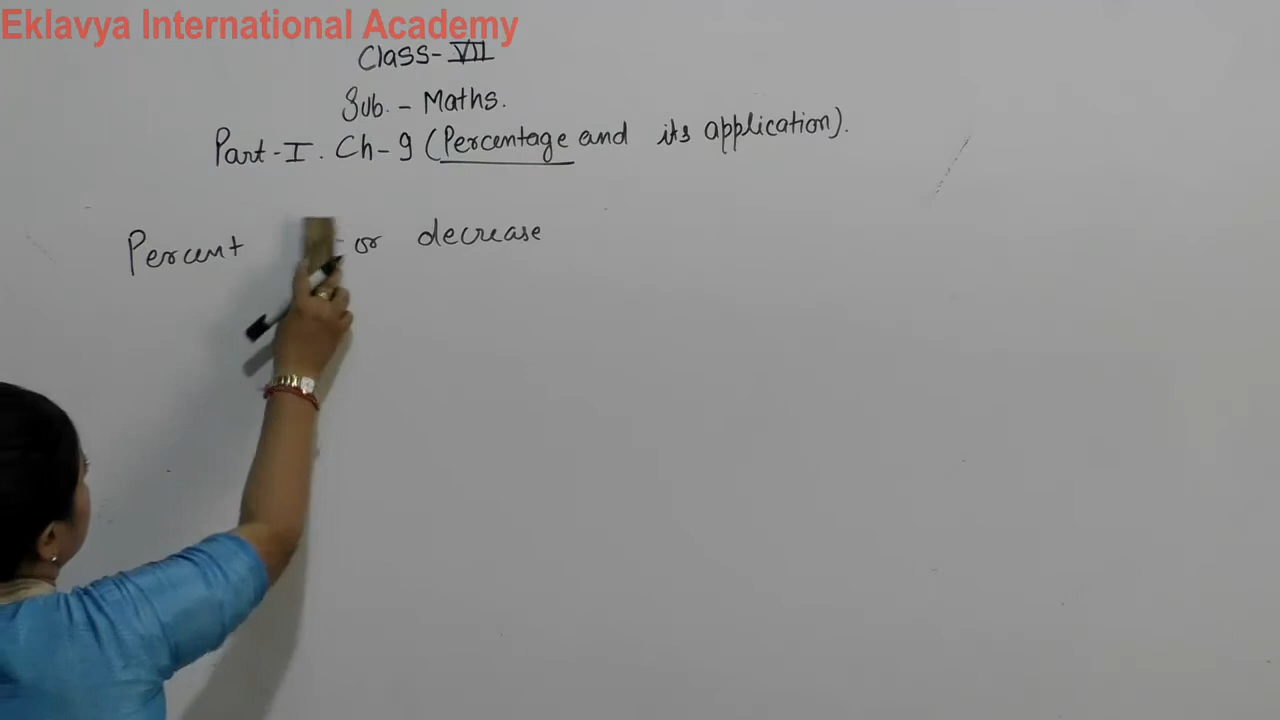 Eklavya International Academy
Class-VII
Sub. - Maths.
Part-I. Ch-9 (Percentage and its application).
Percent or decrease